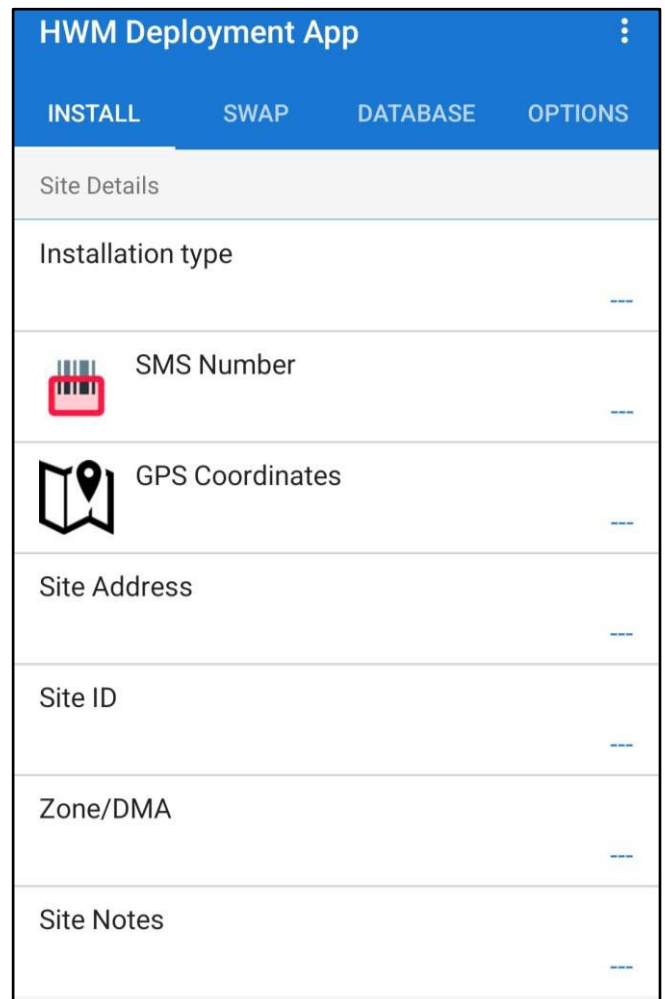 HWM Deployment App
INSTALL SWAP DATABASE OPTIONS
Site Details
Installation type
---
SMS Number
---
GPS Coordinates
---
Site Address
---
Site ID
---
Zone/DMA
---
Site Notes
---